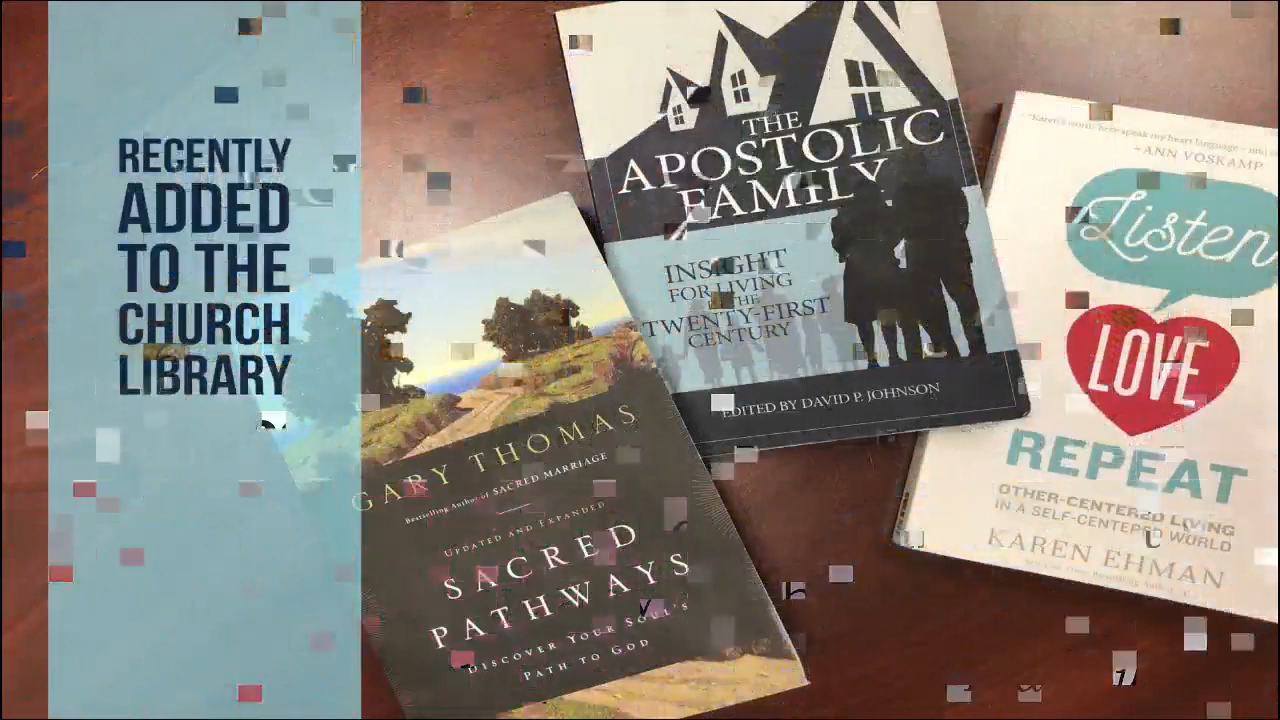 RECENTLY
ADDED
TO THE
CHURCH
LIBRARY
THE
APOSTOLIC
FAMILY
INSIGHT
FOR LIVING
IN THE
TWENTY-FIRST
CENTURY
EDITED BY DAVID P. JOHNSON
GARY THOMAS
Bestselling Author of SACRED MARRIAGE
UPDATED AND EXPANDED
SACRED
PATHWAYS
DISCOVER YOUR SOUL'S
PATH TO GOD
-ANN VOSKAMP
Listen
LOVE
REPEAT
OTHER-CENTERED LIVING
IN A SELF-CENTERED WORLD
KAREN EHMAN